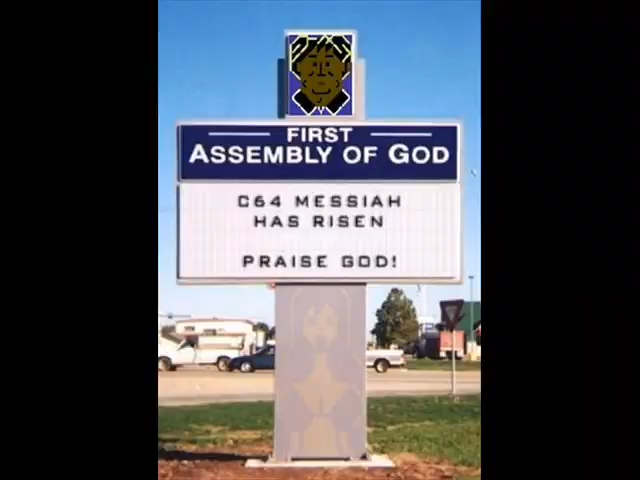 FIRST
ASSEMBLY OF GOD
C64 MESSIAH
HAS RISEN
PRAISE GOD!